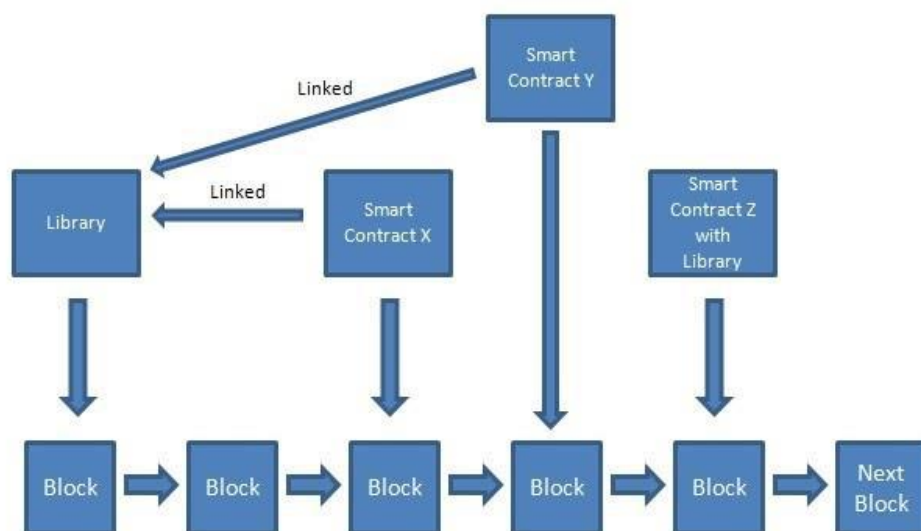 Smart
Contract Y
Linked
Library
Linked
Smart
Contract X
Smart
Contract Z
with
Library
Block
Block
Block
Block
Block
Next
Block